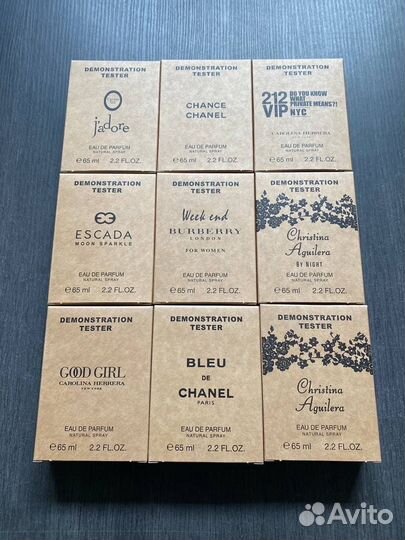 DEMONSTRATION
TESTER
j'adore
EAU DE PARFUM
NATURAL SPRAY
℮65 ml 2.2 FL.OZ.
DEMONSTRATION
TESTER
CHANCE
CHANEL
EAU DE PARFUM
NATURAL SPRAY
℮65 ml 2.2 FL.OZ.
DEMONSTRATION
TESTER
212
VIP
DO YOU KNOW
WHAT
PRIVATE MEANS?!
NYC
CAROLINA HERRERA
NEW YORK
EAU DE PARFUM
NATURAL SPRAY
℮65 ml 2.2 FL.OZ.
DEMONSTRATION
TESTER
ESCADA
MOON SPARKLE
EAU DE PARFUM
NATURAL SPRAY
℮65 ml 2.2 FL.OZ.
DEMONSTRATION
TESTER
Week end
BURBERRY
LONDON
FOR WOMEN
EAU DE PARFUM
NATURAL SPRAY
℮65 ml 2.2 FL.OZ.
DEMONSTRATION
TESTER
Christina
Aguilera
BY NIGHT
EAU DE PARFUM
NATURAL SPRAY
℮65 ml 2.2 FL.OZ.
DEMONSTRATION
TESTER
GOOD GIRL
CAROLINA HERRERA
NEW YORK
EAU DE PARFUM
NATURAL SPRAY
℮65 ml 2.2 FL.OZ.
DEMONSTRATION
TESTER
BLEU
DE
CHANEL
PARIS
EAU DE PARFUM
NATURAL SPRAY
℮65 ml 2.2 FL.OZ.
DEMONSTRATION
TESTER
Christina
Aguilera
EAU DE PARFUM
NATURAL SPRAY
℮65 ml 2.2 FL.OZ.
Avito